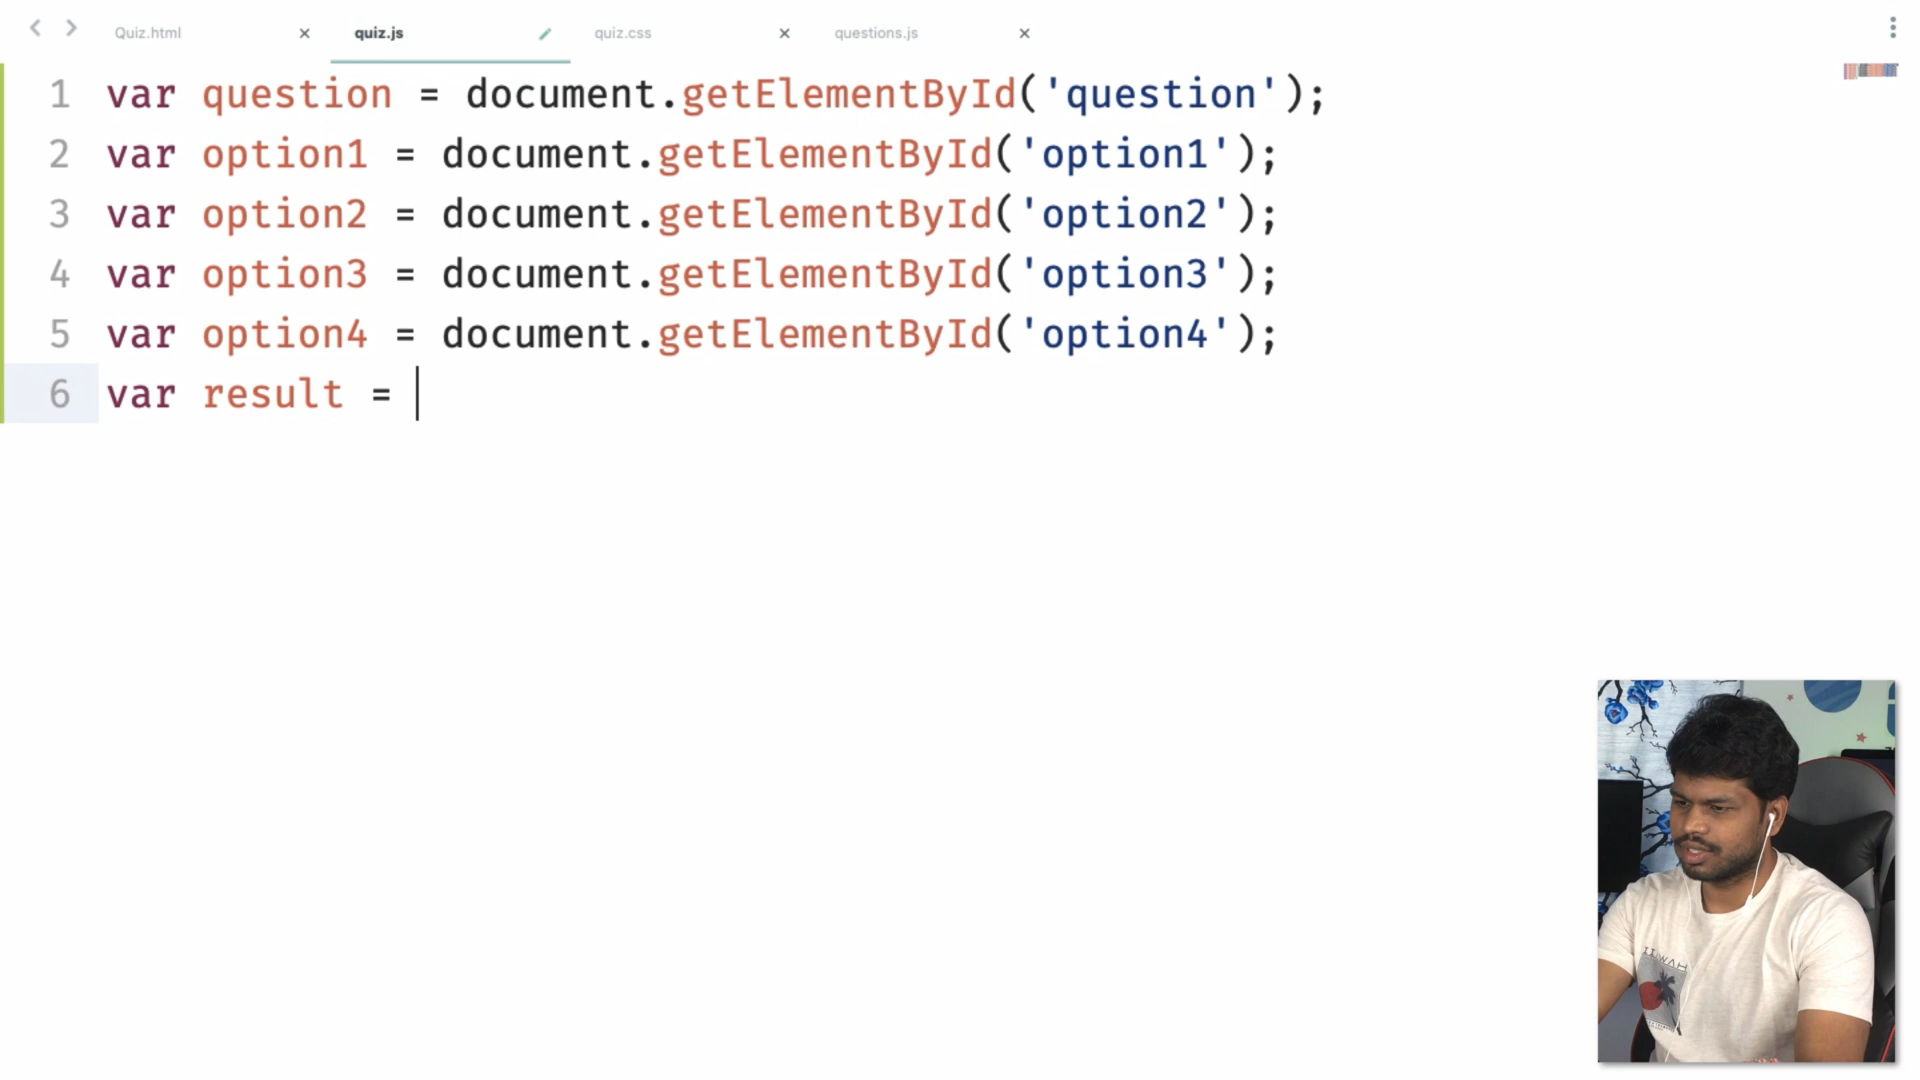 Quiz.html
quiz.js
quiz.css
questions.js
1 var question = document.getElementById('question');
2 var option1 = document.getElementById('option1');
3 var option2 = document.getElementById('option2');
4 var option3 = document.getElementById('option3');
5 var option4 = document.getElementById('option4');
6 var result =